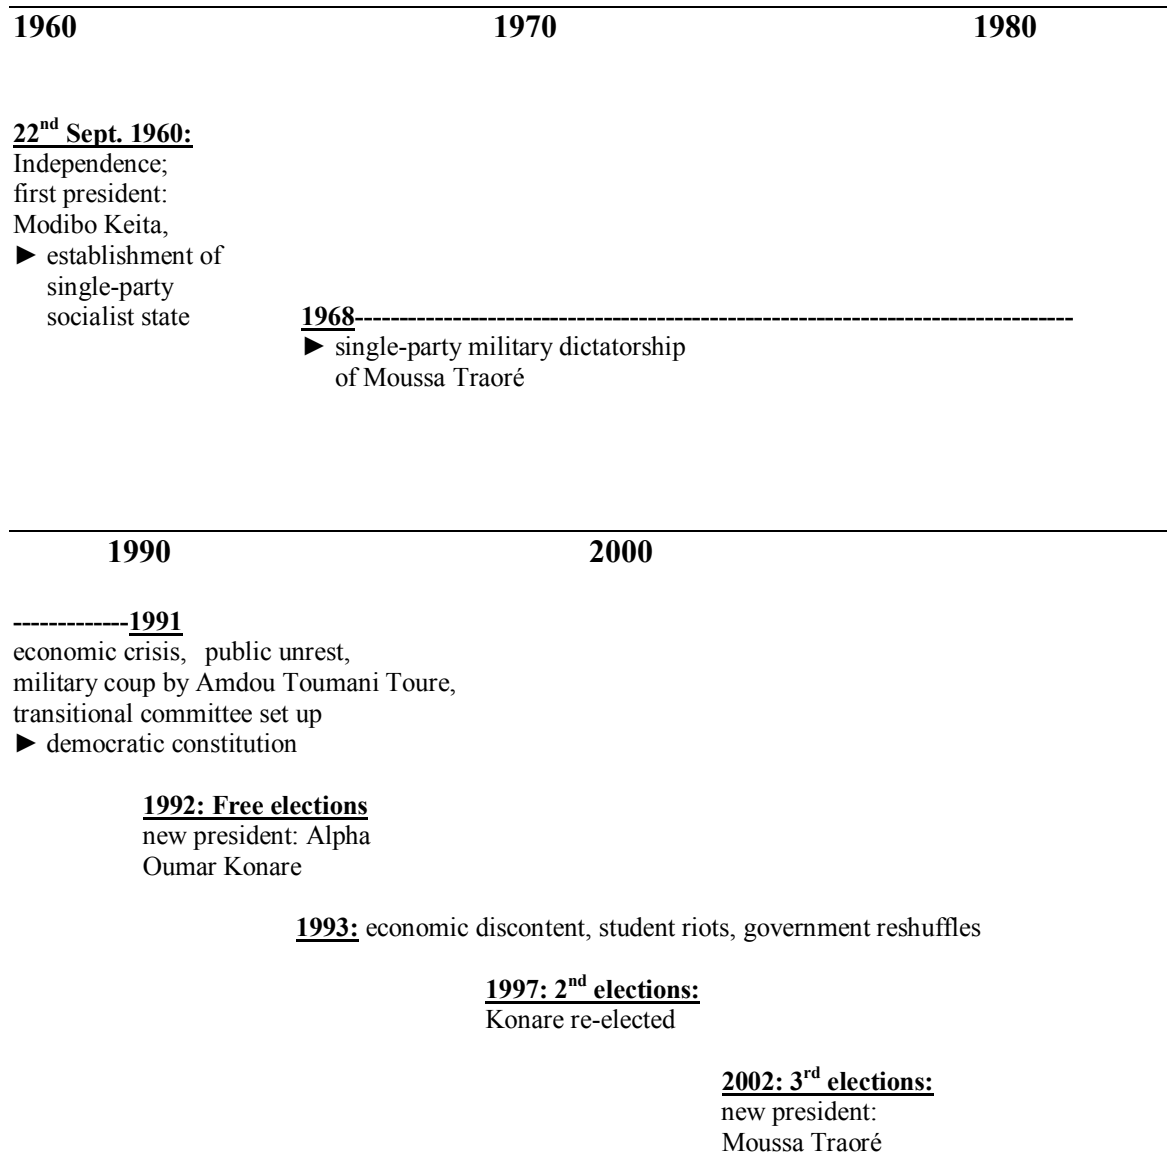 1960 1970 1980
22nd Sept. 1960:
Independence;
first president:
Modibo Keita,
► establishment of
single-party
socialist state
1968--------------------------------------------------------------------------------
► single-party military dictatorship
of Moussa Traoré
1990 2000
-------------1991
economic crisis, public unrest,
military coup by Amdou Toumani Toure,
transitional committee set up
► democratic constitution
1992: Free elections
new president: Alpha
Oumar Konare
1993: economic discontent, student riots, government reshuffles
1997: 2nd elections:
Konare re-elected
2002: 3rd elections:
new president:
Moussa Traoré